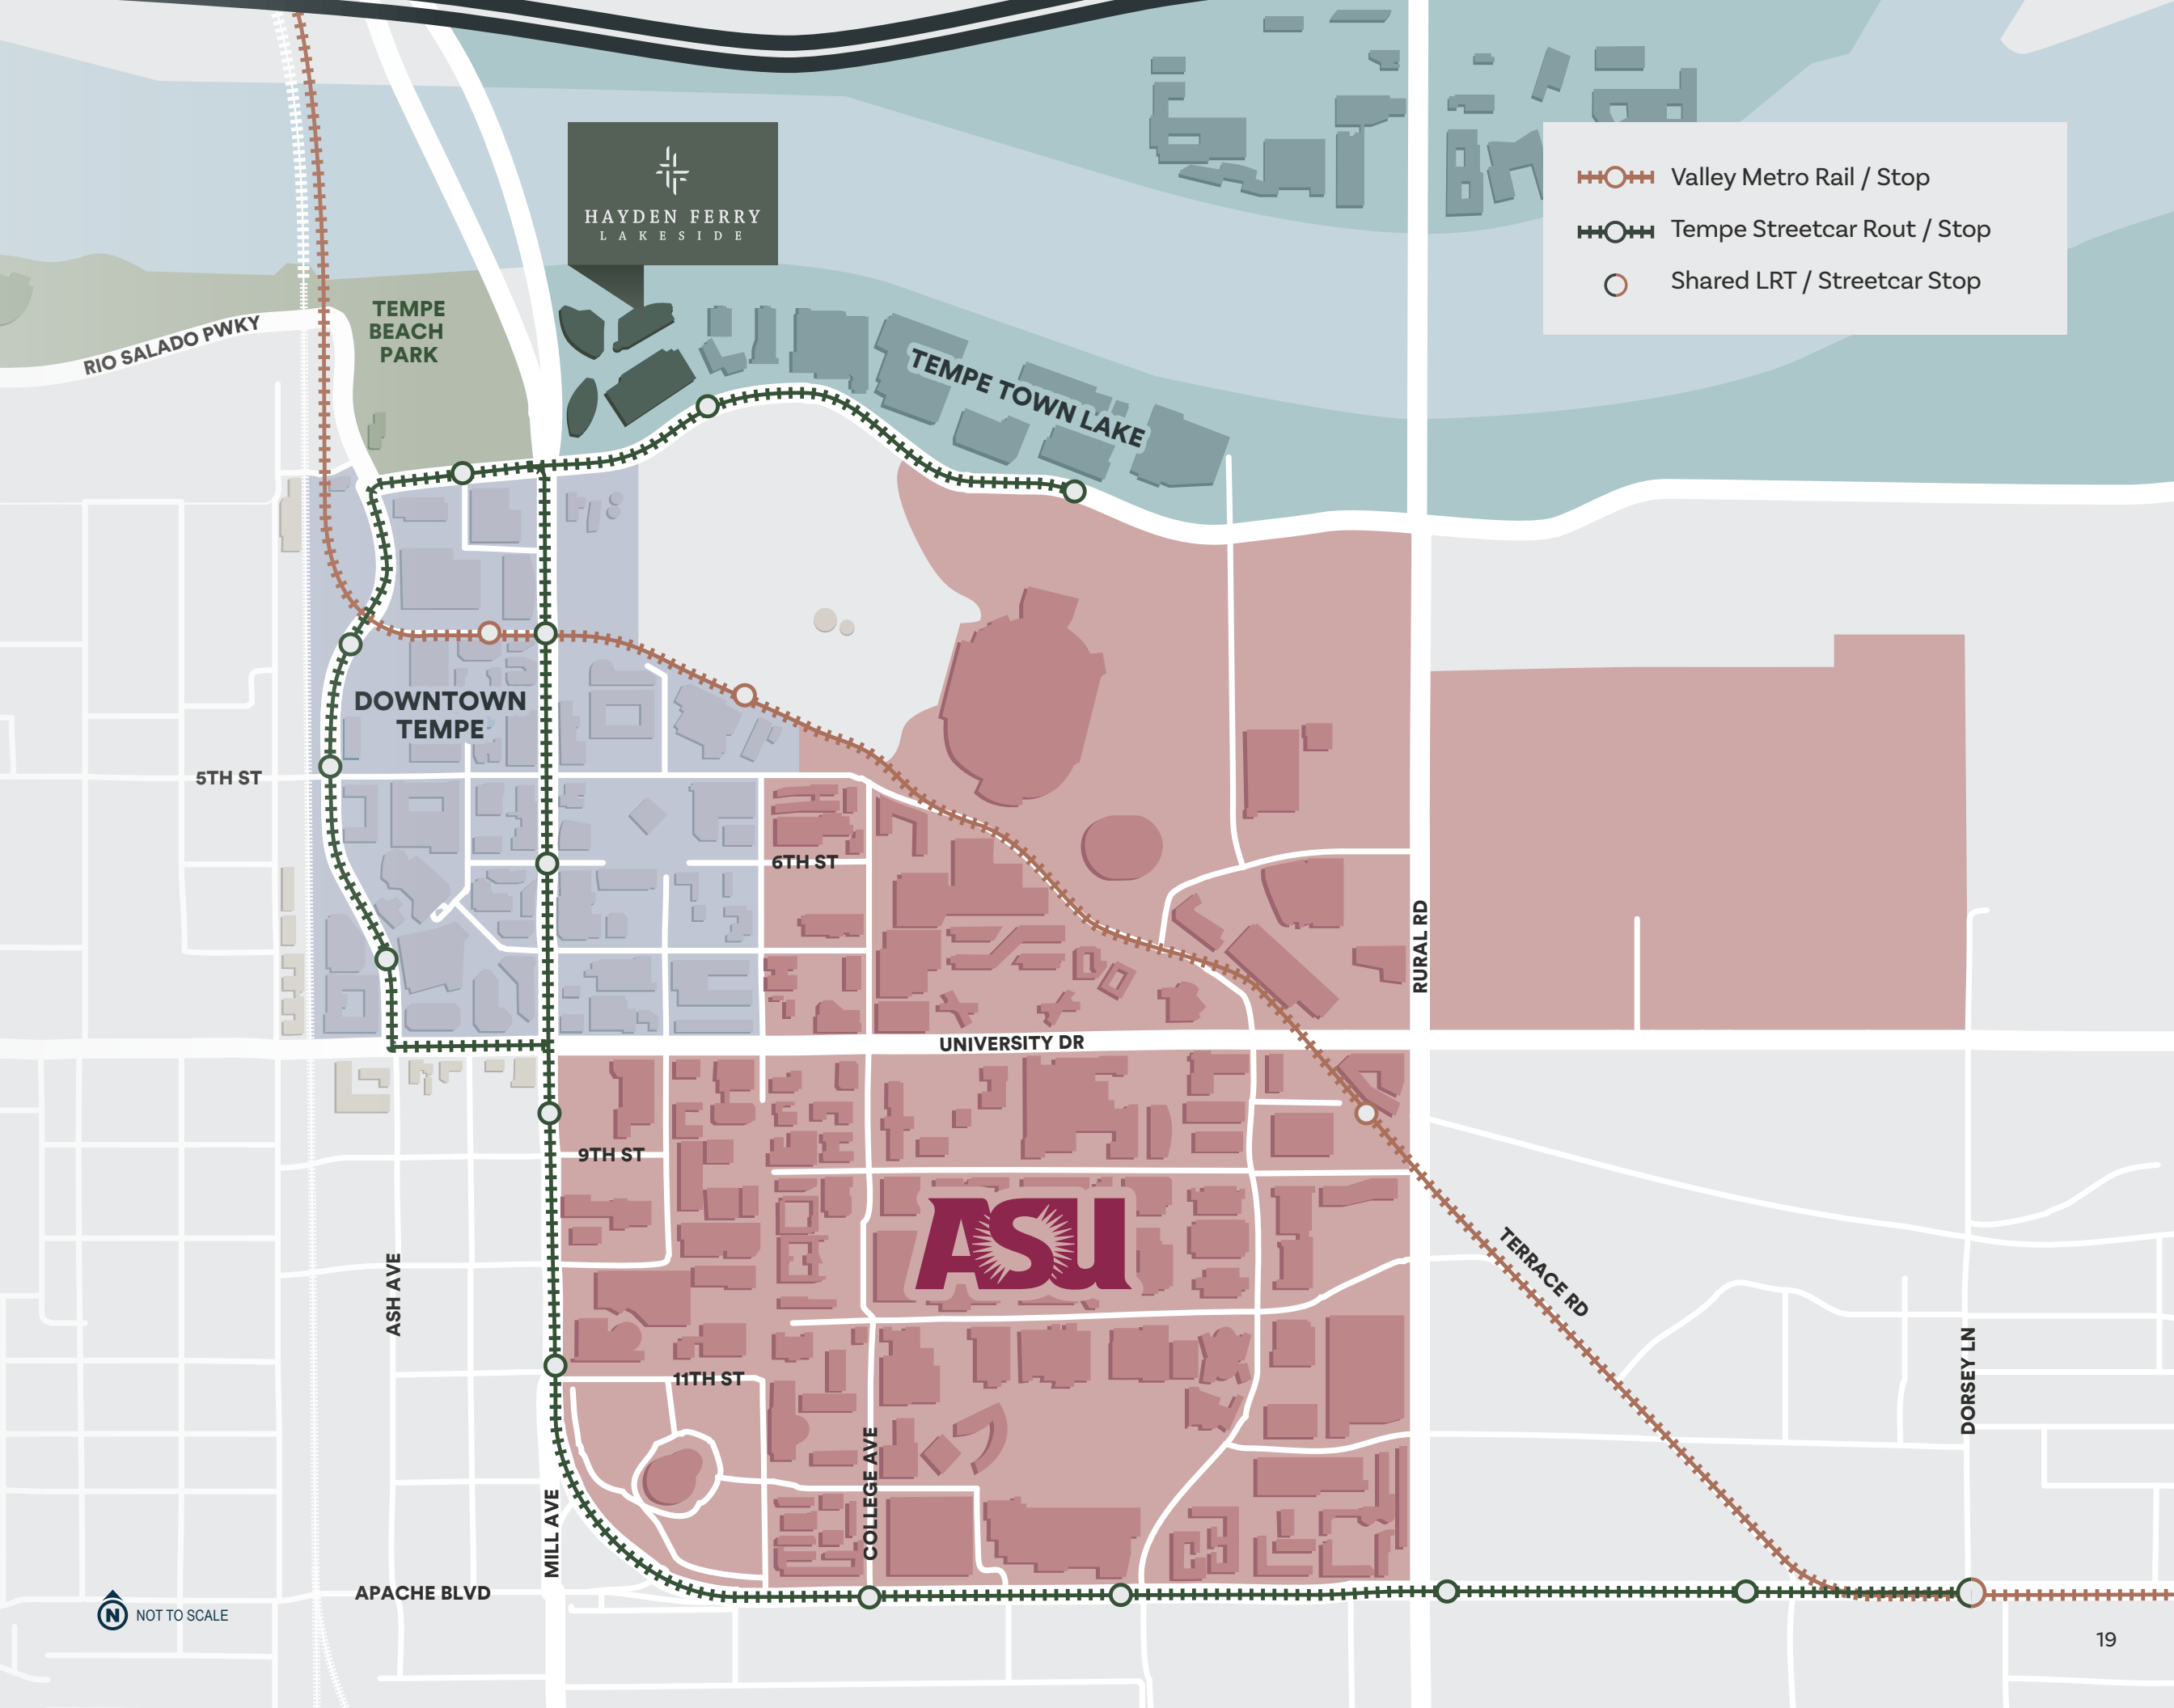 HAYDEN FERRY
LAKESIDE
Valley Metro Rail / Stop
Tempe Streetcar Rout / Stop
Shared LRT / Streetcar Stop
TEMPE
BEACH
PARK
RIO SALADO PWKY
TEMPE TOWN LAKE
DOWNTOWN
TEMPE
5TH ST
6TH ST
RURAL RD
UNIVERSITY DR
9TH ST
ASU
TERRACE RD
ASH AVE
11TH ST
DORSEY LN
COLLEGE AVE
MILL AVE
APACHE BLVD
N NOT TO SCALE
19